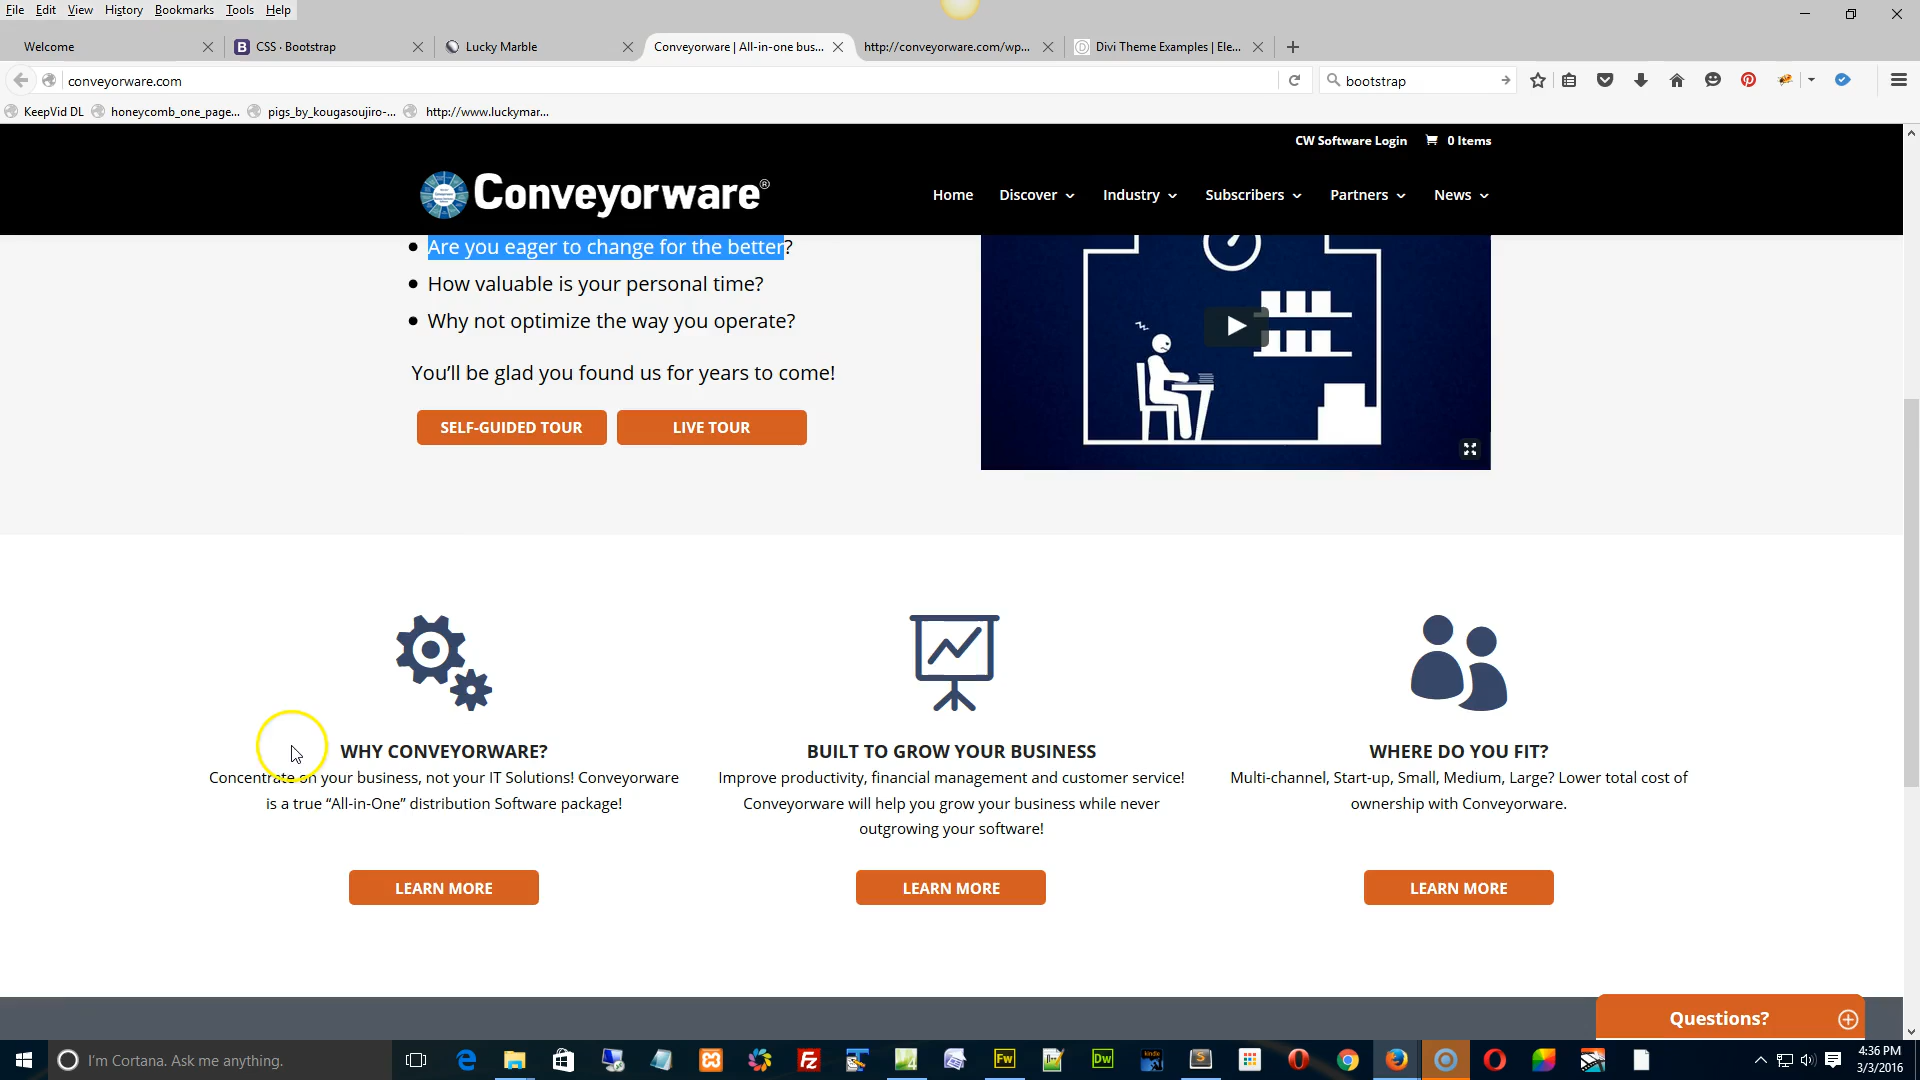 File Edit View History Bookmarks Tools Help
Welcome
B CSS · Bootstrap
Lucky Marble
Conveyorware | All-in-one bus...
http://conveyorware.com/wp...
Divi Theme Examples | Ele...
conveyorware.com
bootstrap
KeepVid DL
honeycomb_one_page...
pigs_by_kougasoujiro-...
http://www.luckymar...
CW Software Login
0 Items
Conveyorware®
Home Discover Industry Subscribers Partners News
Are you eager to change for the better?
How valuable is your personal time?
Why not optimize the way you operate?
You’ll be glad you found us for years to come!
SELF-GUIDED TOUR
LIVE TOUR
WHY CONVEYORWARE?
Concentrate on your business, not your IT Solutions! Conveyorware
is a true “All-in-One” distribution Software package!
LEARN MORE
BUILT TO GROW YOUR BUSINESS
Improve productivity, financial management and customer service!
Conveyorware will help you grow your business while never
outgrowing your software!
LEARN MORE
WHERE DO YOU FIT?
Multi-channel, Start-up, Small, Medium, Large? Lower total cost of
ownership with Conveyorware.
LEARN MORE
Questions?
I'm Cortana. Ask me anything.
Fz
Fw
Dw
kindle
S
4:36 PM
3/3/2016